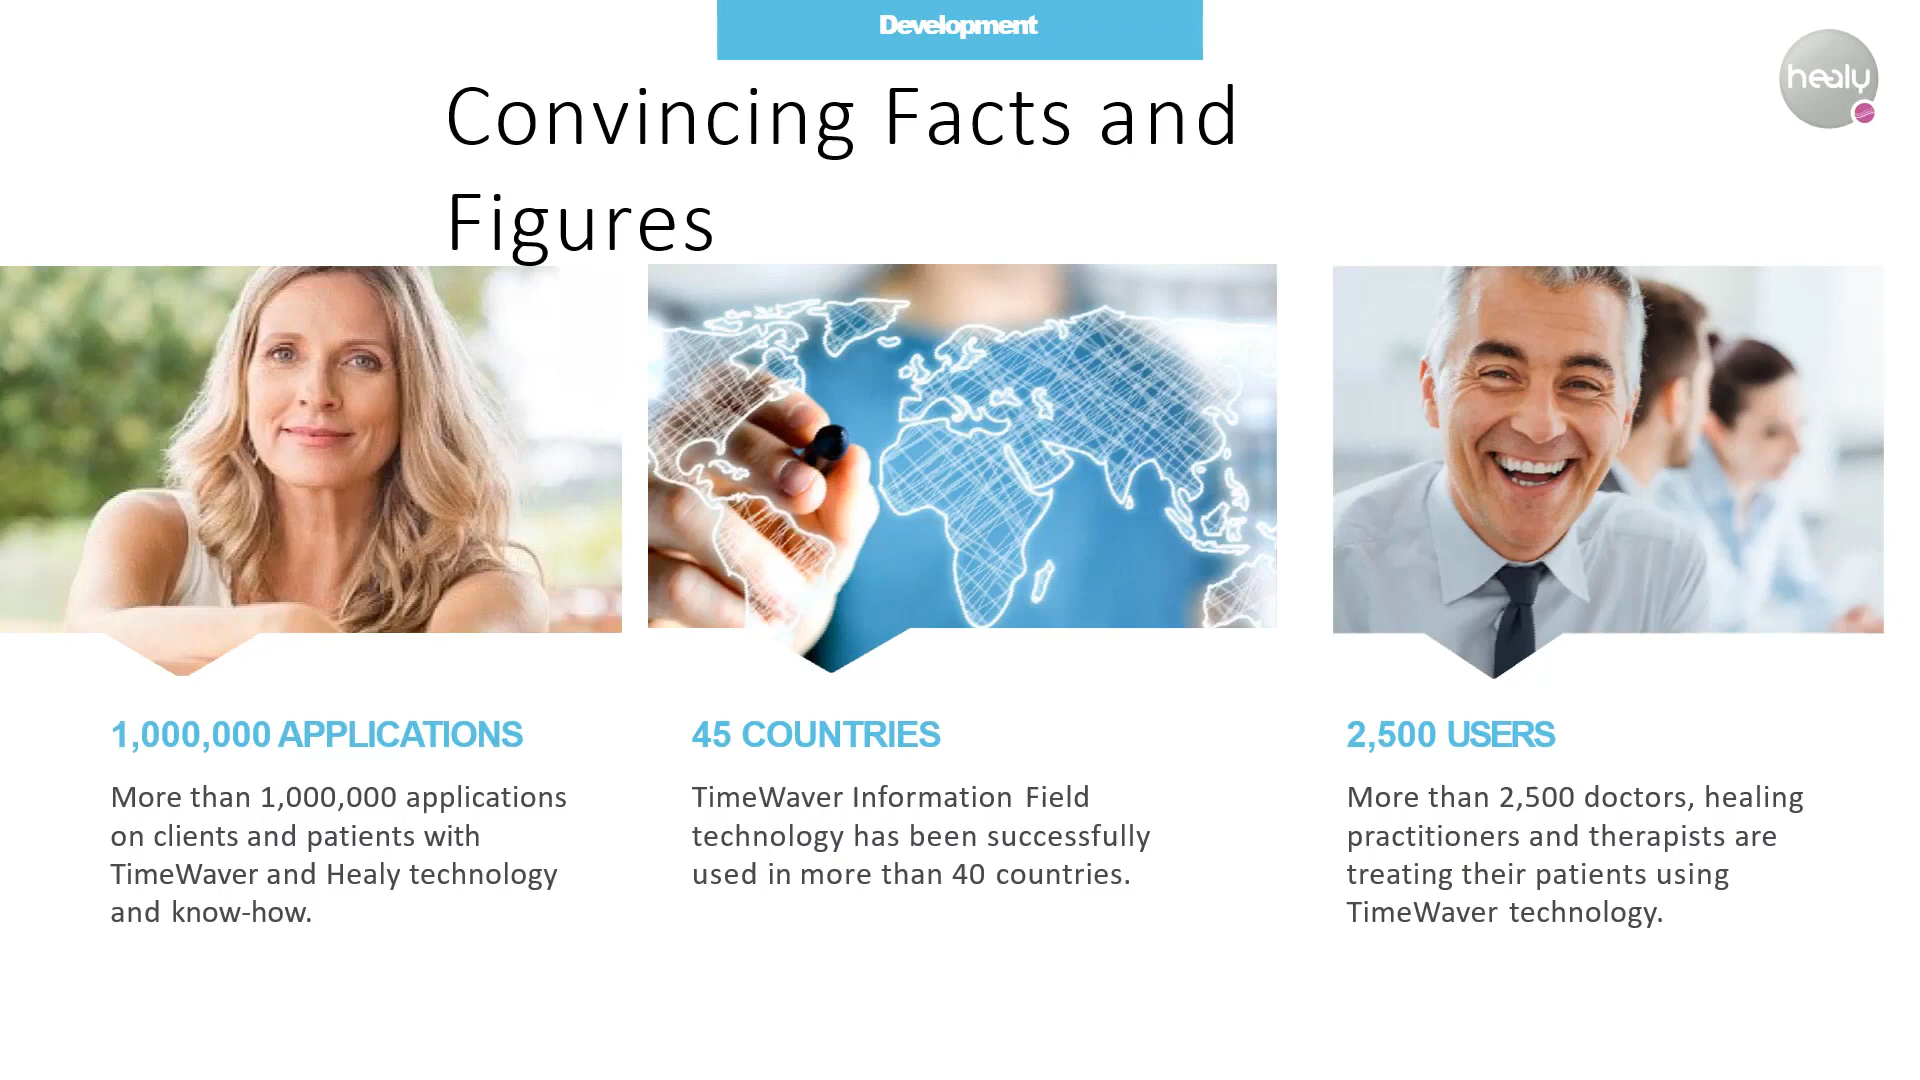 Development
healy
Convincing Facts and
Figures
1,000,000 APPLICATIONS
More than 1,000,000 applications
on clients and patients with
TimeWaver and Healy technology
and know-how.
45 COUNTRIES
TimeWaver Information Field
technology has been successfully
used in more than 40 countries.
2,500 USERS
More than 2,500 doctors, healing
practitioners and therapists are
treating their patients using
TimeWaver technology.